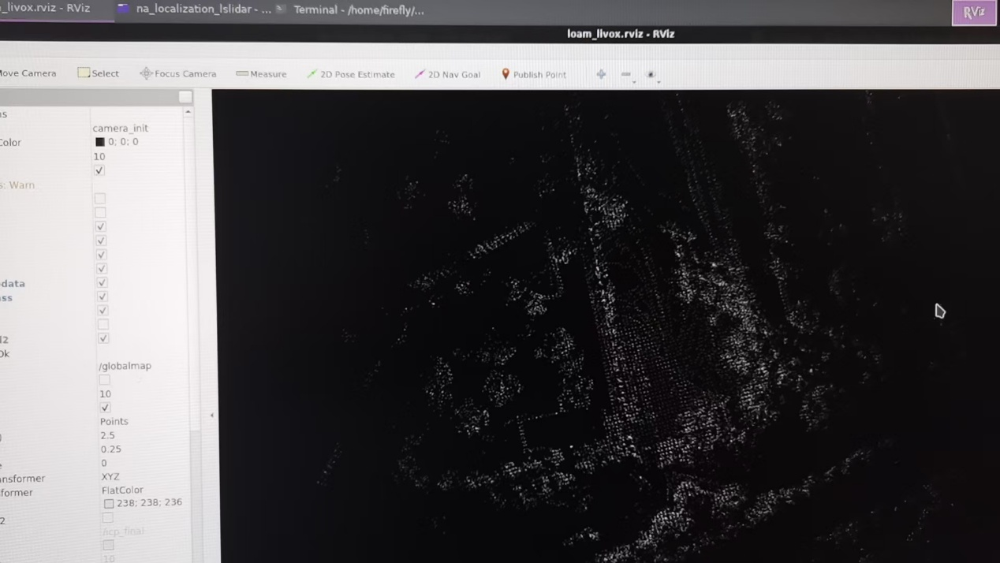 _livox.rviz - RViz
na_localization_lslidar - ...
Terminal - /home/firefly/...
RViz
loam_livox.rviz - RViz
Move Camera
Select
Focus Camera
Measure
2D Pose Estimate
2D Nav Goal
Publish Point
ns
camera_init
Color
0; 0; 0
10
s: Warn
data
ss
l2
Ok
/globalmap
10
Points
2.5
0.25
0
ansformer
XYZ
former
FlatColor
238; 238; 236
2
/icp_final
10